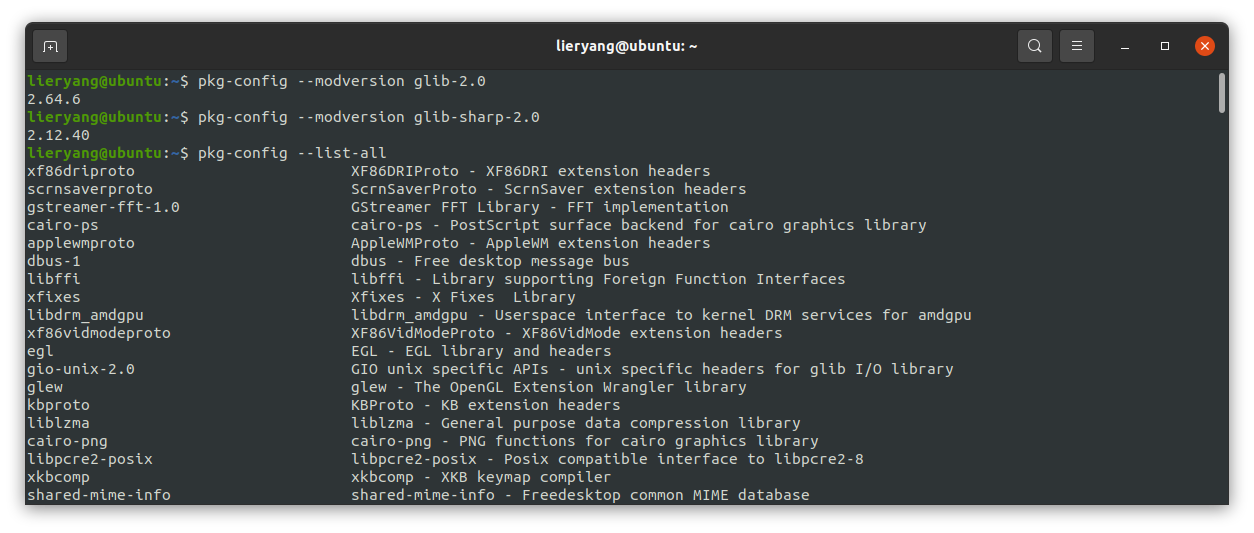 lieryang@ubuntu: ~
lieryang@ubuntu:~$ pkg-config --modversion glib-2.0
2.64.6
lieryang@ubuntu:~$ pkg-config --modversion glib-sharp-2.0
2.12.40
lieryang@ubuntu:~$ pkg-config --list-all
xf86driproto                        XF86DRIProto - XF86DRI extension headers
scrnsaverproto                      ScrnSaverProto - ScrnSaver extension headers
gstreamer-fft-1.0                   GStreamer FFT Library - FFT implementation
cairo-ps                            cairo-ps - PostScript surface backend for cairo graphics library
applewmproto                        AppleWMProto - AppleWM extension headers
dbus-1                              dbus - Free desktop message bus
libffi                              libffi - Library supporting Foreign Function Interfaces
xfixes                              Xfixes - X Fixes  Library
libdrm_amdgpu                       libdrm_amdgpu - Userspace interface to kernel DRM services for amdgpu
xf86vidmodeproto                    XF86VidModeProto - XF86VidMode extension headers
egl                                 EGL - EGL library and headers
gio-unix-2.0                        GIO unix specific APIs - unix specific headers for glib I/O library
glew                                glew - The OpenGL Extension Wrangler library
kbproto                             KBProto - KB extension headers
liblzma                             liblzma - General purpose data compression library
cairo-png                           cairo-png - PNG functions for cairo graphics library
libpcre2-posix                      libpcre2-posix - Posix compatible interface to libpcre2-8
xkbcomp                             xkbcomp - XKB keymap compiler
shared-mime-info                    shared-mime-info - Freedesktop common MIME database